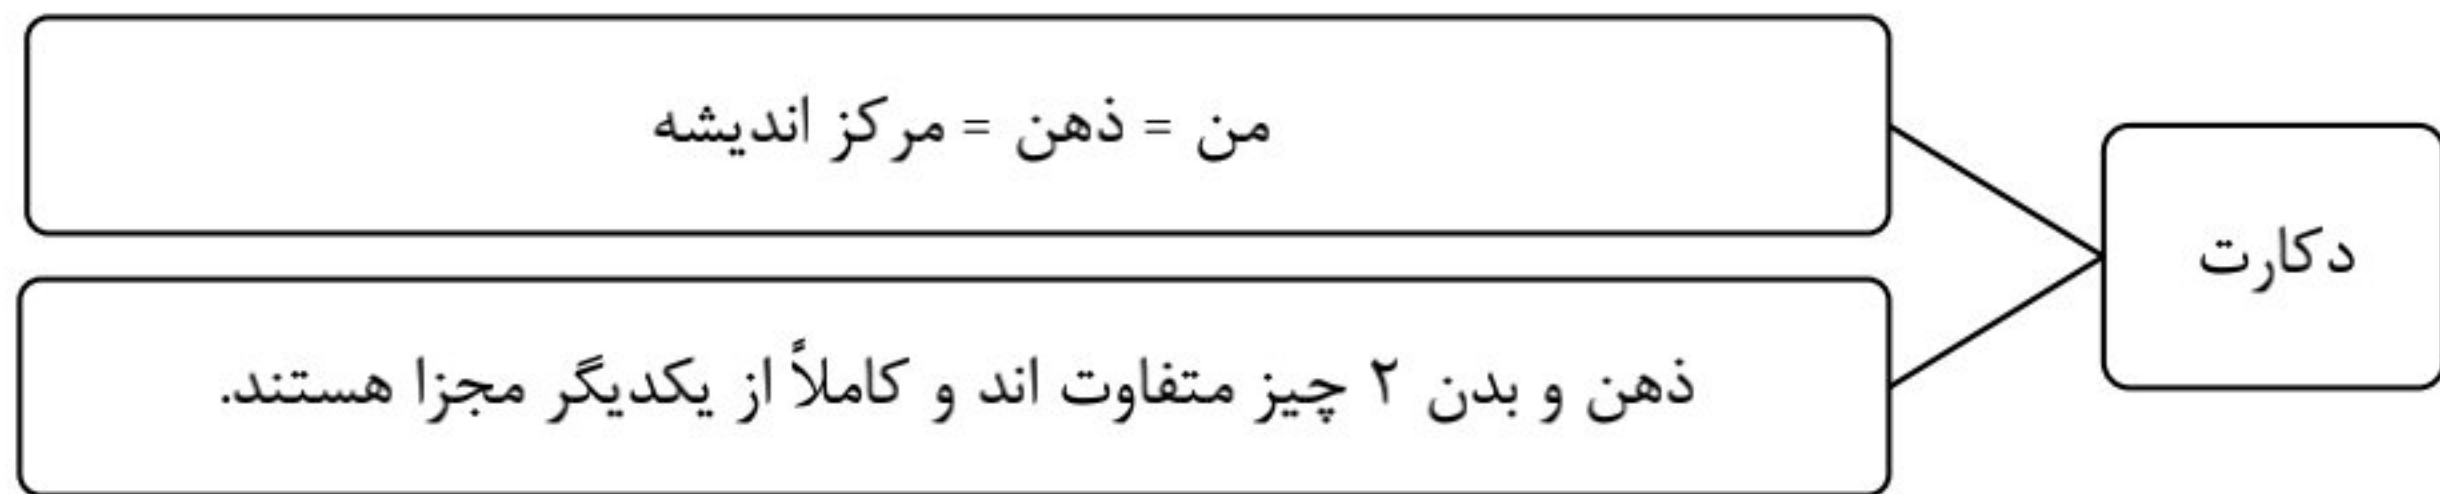 دکارت
من = ذهن = مرکز اندیشه
ذهن و بدن ۲ چیز متفاوت اند و کاملاً از یکدیگر مجزا هستند.